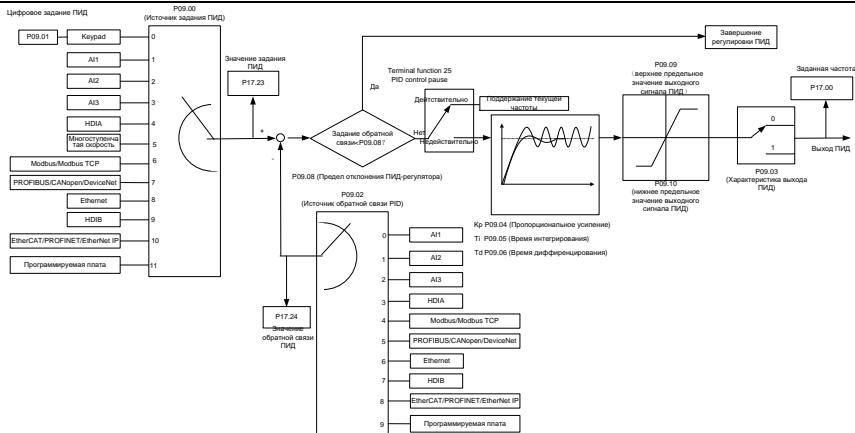 Цифровое задание ПИД
P09.00
(Источник задания ПИД)
P09.01
Keypad
0
AI1
1
AI2
2
AI3
3
HDIA
4
Многоступенча
тая скорость
5
Modbus/Modbus TCP
6
PROFIBUS/CANopen/DeviceNet
7
Ethernet
8
HDIB
9
EtherCAT/PROFINET/EtherNet IP
10
Программируемая плата
11
Значение задания
ПИД
P17.23
+
-
Да
Задание обратной
связи<P09.08?
Нет
P09.08 (Предел отклонения ПИД-регулятора)
Terminal function 25
PID control pause
Действительно
Недействительно
Поддержание текущей
частоты
Завершение
регулировки ПИД
Kp P09.04 (Пропорциональное усиление)
Ti P09.05 (Время интегрирования)
Td P09.06 (Время дифференцирования)
P09.09
(верхнее предельное
значение выходного
сигнала ПИД )
P09.10
(нижнее предельное
значение выходного
сигнала ПИД)
0
1
P09.03
(Характеристика выхода
ПИД)
Заданная частота
P17.00
Выход ПИД
P09.02
(Источник обратной связи PID)
P17.24
Значение
обратной связи
ПИД
0
AI1
1
AI2
2
AI3
3
HDIA
4
Modbus/Modbus TCP
5
PROFIBUS/CANopen/DeviceNet
6
Ethernet
7
HDIB
8
EtherCAT/PROFINET/EtherNet IP
9
Программируемая плата